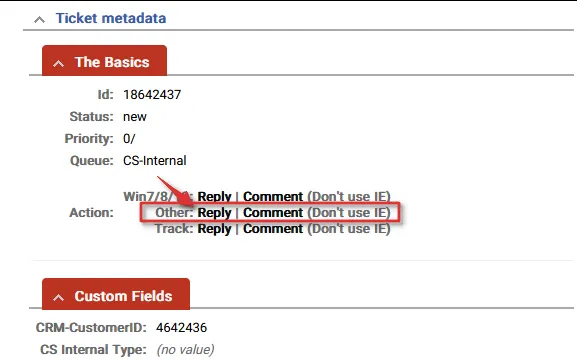 Ticket metadata
The Basics
Id: 18642437
Status: new
Priority: 0/
Queue: CS-Internal
Win7/8/10: Reply | Comment (Don't use IE)
Action: Other: Reply | Comment (Don't use IE)
Track: Reply | Comment (Don't use IE)
Custom Fields
CRM-CustomerID: 4642436
CS Internal Type: (no value)